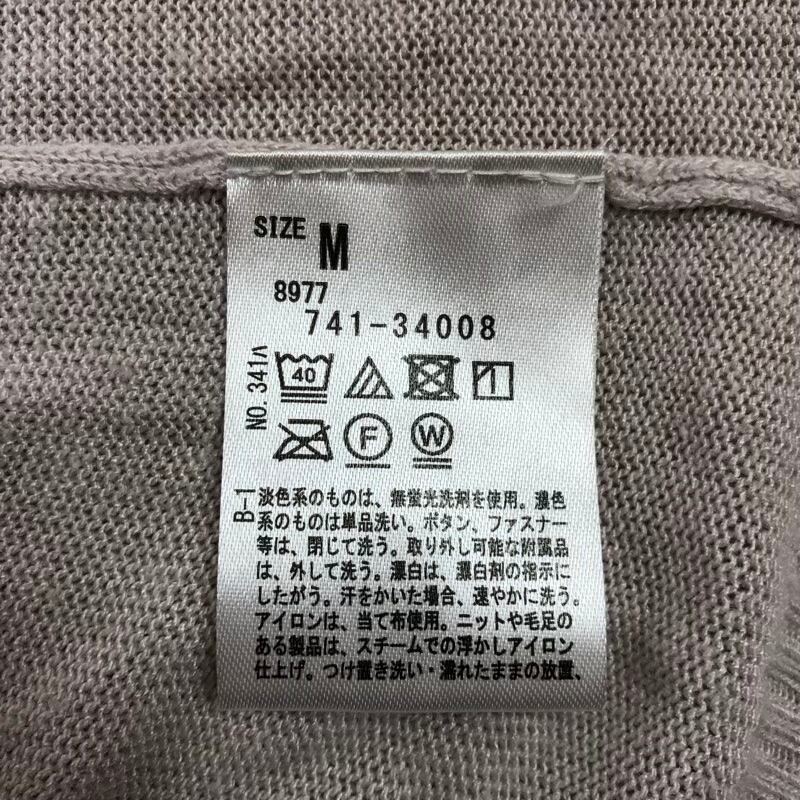 SIZE M
8977
741-34008
NO.341ハ
40
F W
B-1
淡色系のものは、無蛍光洗剤を使用。濃色
系のものは単品洗い。ボタン、ファスナー
等は、閉じて洗う。取り外し可能な附属品
は、外して洗う。漂白は、漂白剤の指示に
したがう。汗をかいた場合、速やかに洗う。
アイロンは、当て布使用。ニットや毛足の
ある製品は、スチームでの浮かしアイロン
仕上げ。つけ置き洗い・濡れたままの放置、